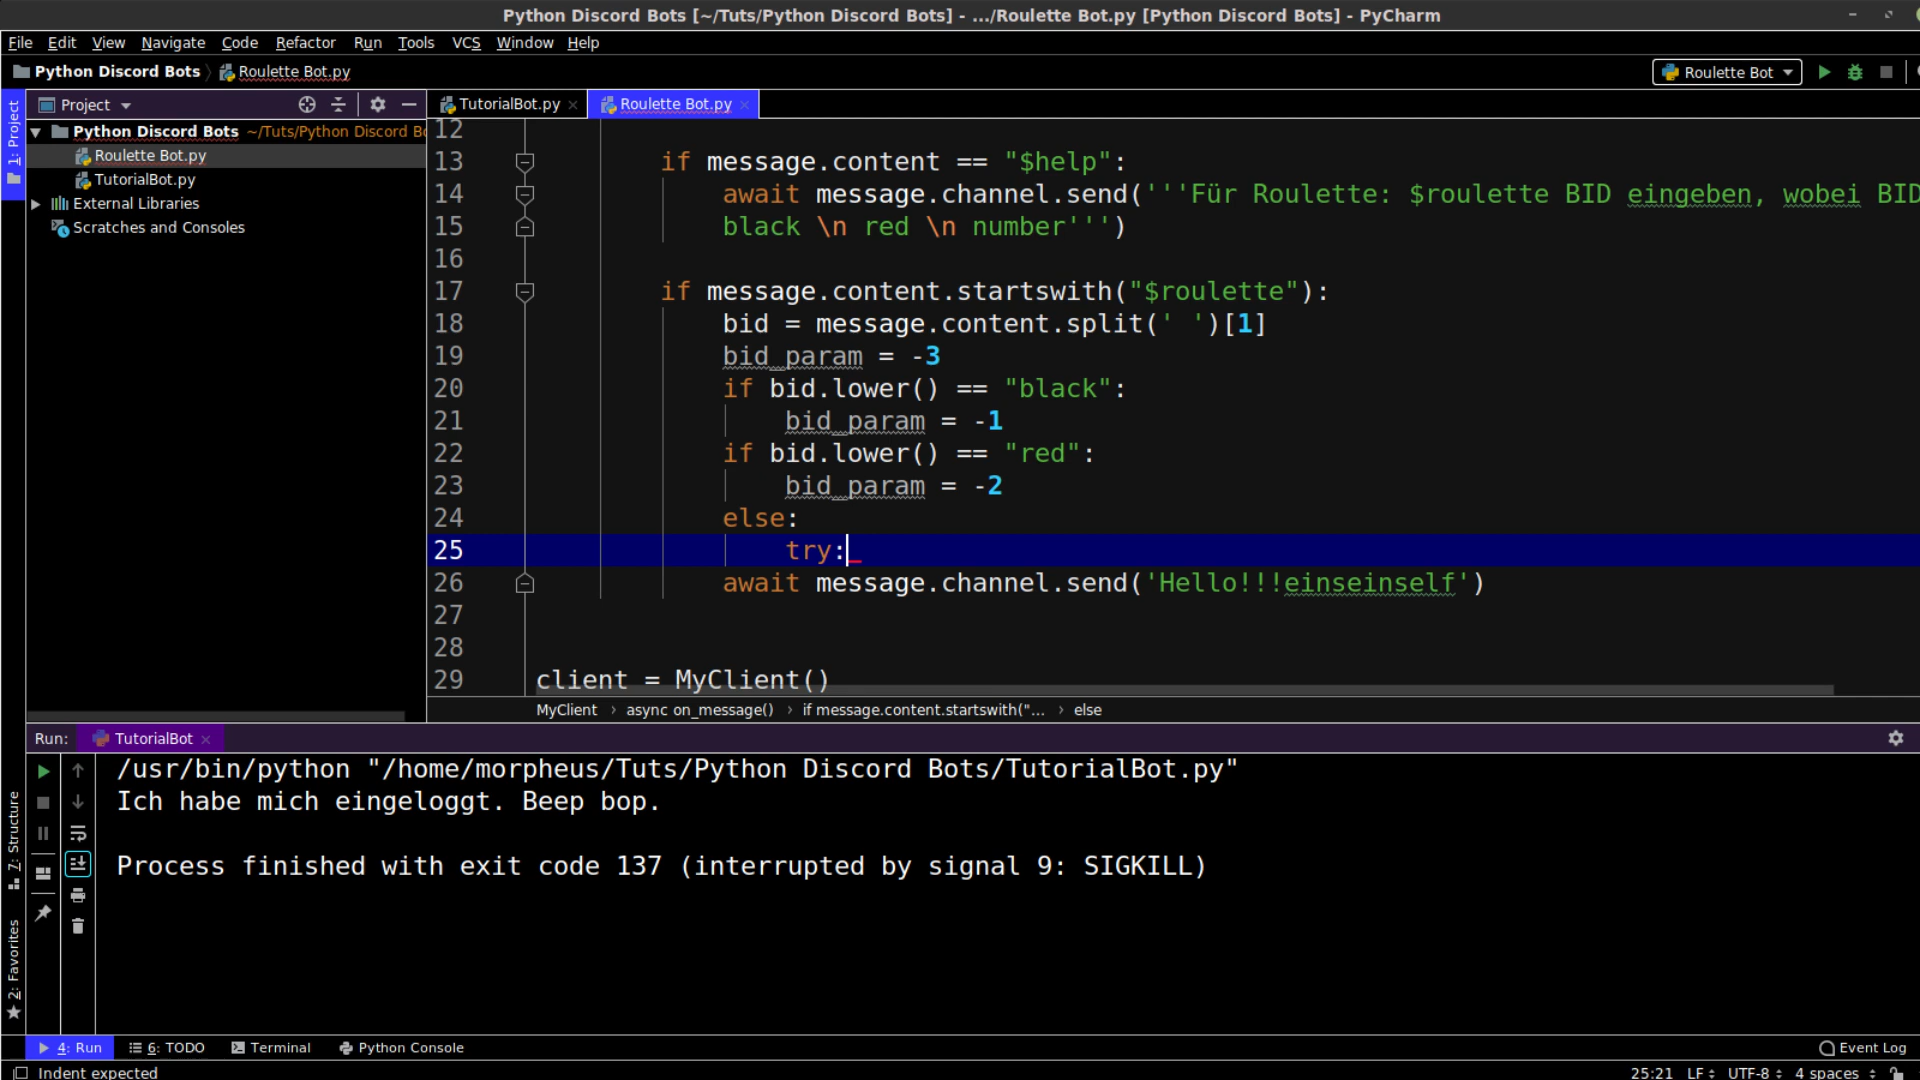 Python Discord Bots [~/Tuts/Python Discord Bots] - .../Roulette Bot.py [Python Discord Bots] - PyCharm
File Edit View Navigate Code Refactor Run Tools VCS Window Help
Python Discord Bots Roulette Bot.py
Roulette Bot
1: Project
Project
TutorialBot.py
Roulette Bot.py
Python Discord Bots ~/Tuts/Python Discord Bo
Roulette Bot.py
TutorialBot.py
External Libraries
Scratches and Consoles
12
13 if message.content == "$help":
14 await message.channel.send('''Für Roulette: $roulette BID eingeben, wobei BID
15 black \n red \n number''')
16
17 if message.content.startswith("$roulette"):
18 bid = message.content.split(' ')[1]
19 bid_param = -3
20 if bid.lower() == "black":
21 bid_param = -1
22 if bid.lower() == "red":
23 bid_param = -2
24 else:
25 try:
26 await message.channel.send('Hello!!!einseinself')
27
28
29 client = MyClient()
MyClient › async on_message() › if message.content.startswith("... › else
Run: TutorialBot
/usr/bin/python "/home/morpheus/Tuts/Python Discord Bots/TutorialBot.py"
Ich habe mich eingeloggt. Beep bop.
Process finished with exit code 137 (interrupted by signal 9: SIGKILL)
7: Structure
2: Favorites
4: Run 6: TODO Terminal Python Console Event Log
Indent expected 25:21 LF UTF-8 4 spaces